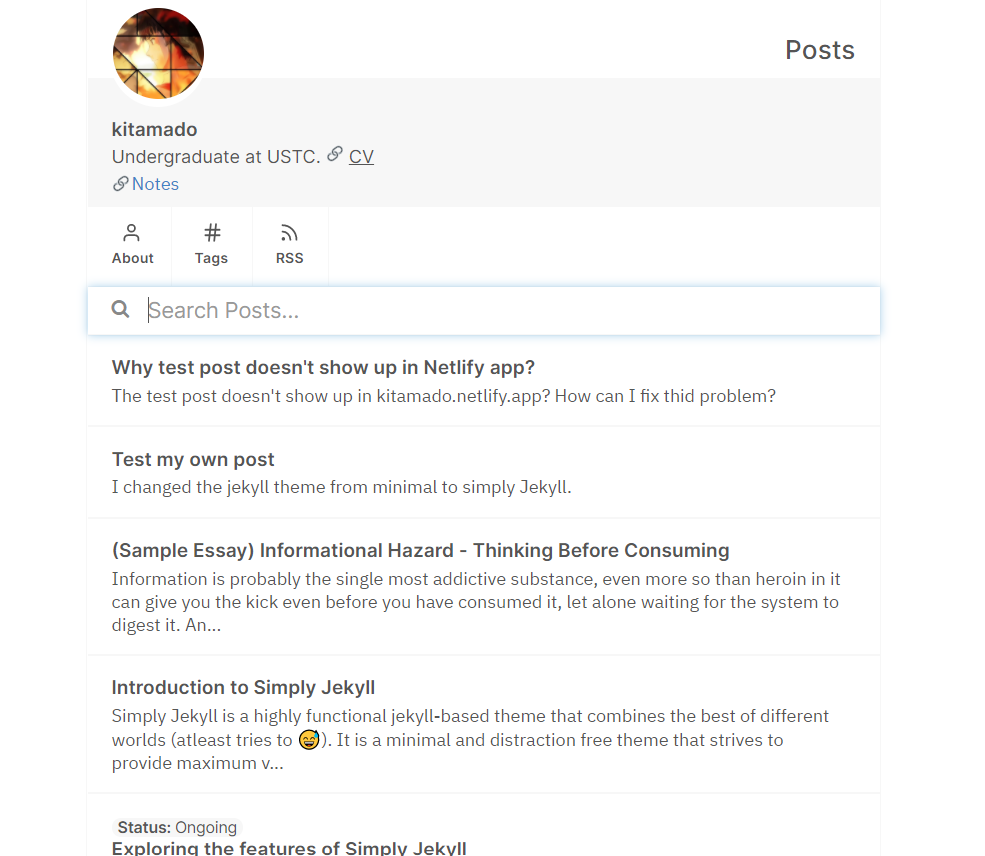 Posts
kitamado
Undergraduate at USTC. CV
Notes
About
Tags
RSS
Search Posts...
Why test post doesn't show up in Netlify app?
The test post doesn't show up in kitamado.netlify.app? How can I fix thid problem?
Test my own post
I changed the jekyll theme from minimal to simply Jekyll.
(Sample Essay) Informational Hazard - Thinking Before Consuming
Information is probably the single most addictive substance, even more so than heroin in it
can give you the kick even before you have consumed it, let alone waiting for the system to
digest it. An...
Introduction to Simply Jekyll
Simply Jekyll is a highly functional jekyll-based theme that combines the best of different
worlds (atleast tries to 😅). It is a minimal and distraction free theme that strives to
provide maximum v...
Status: Ongoing
Exploring the features of Simply Jekyll